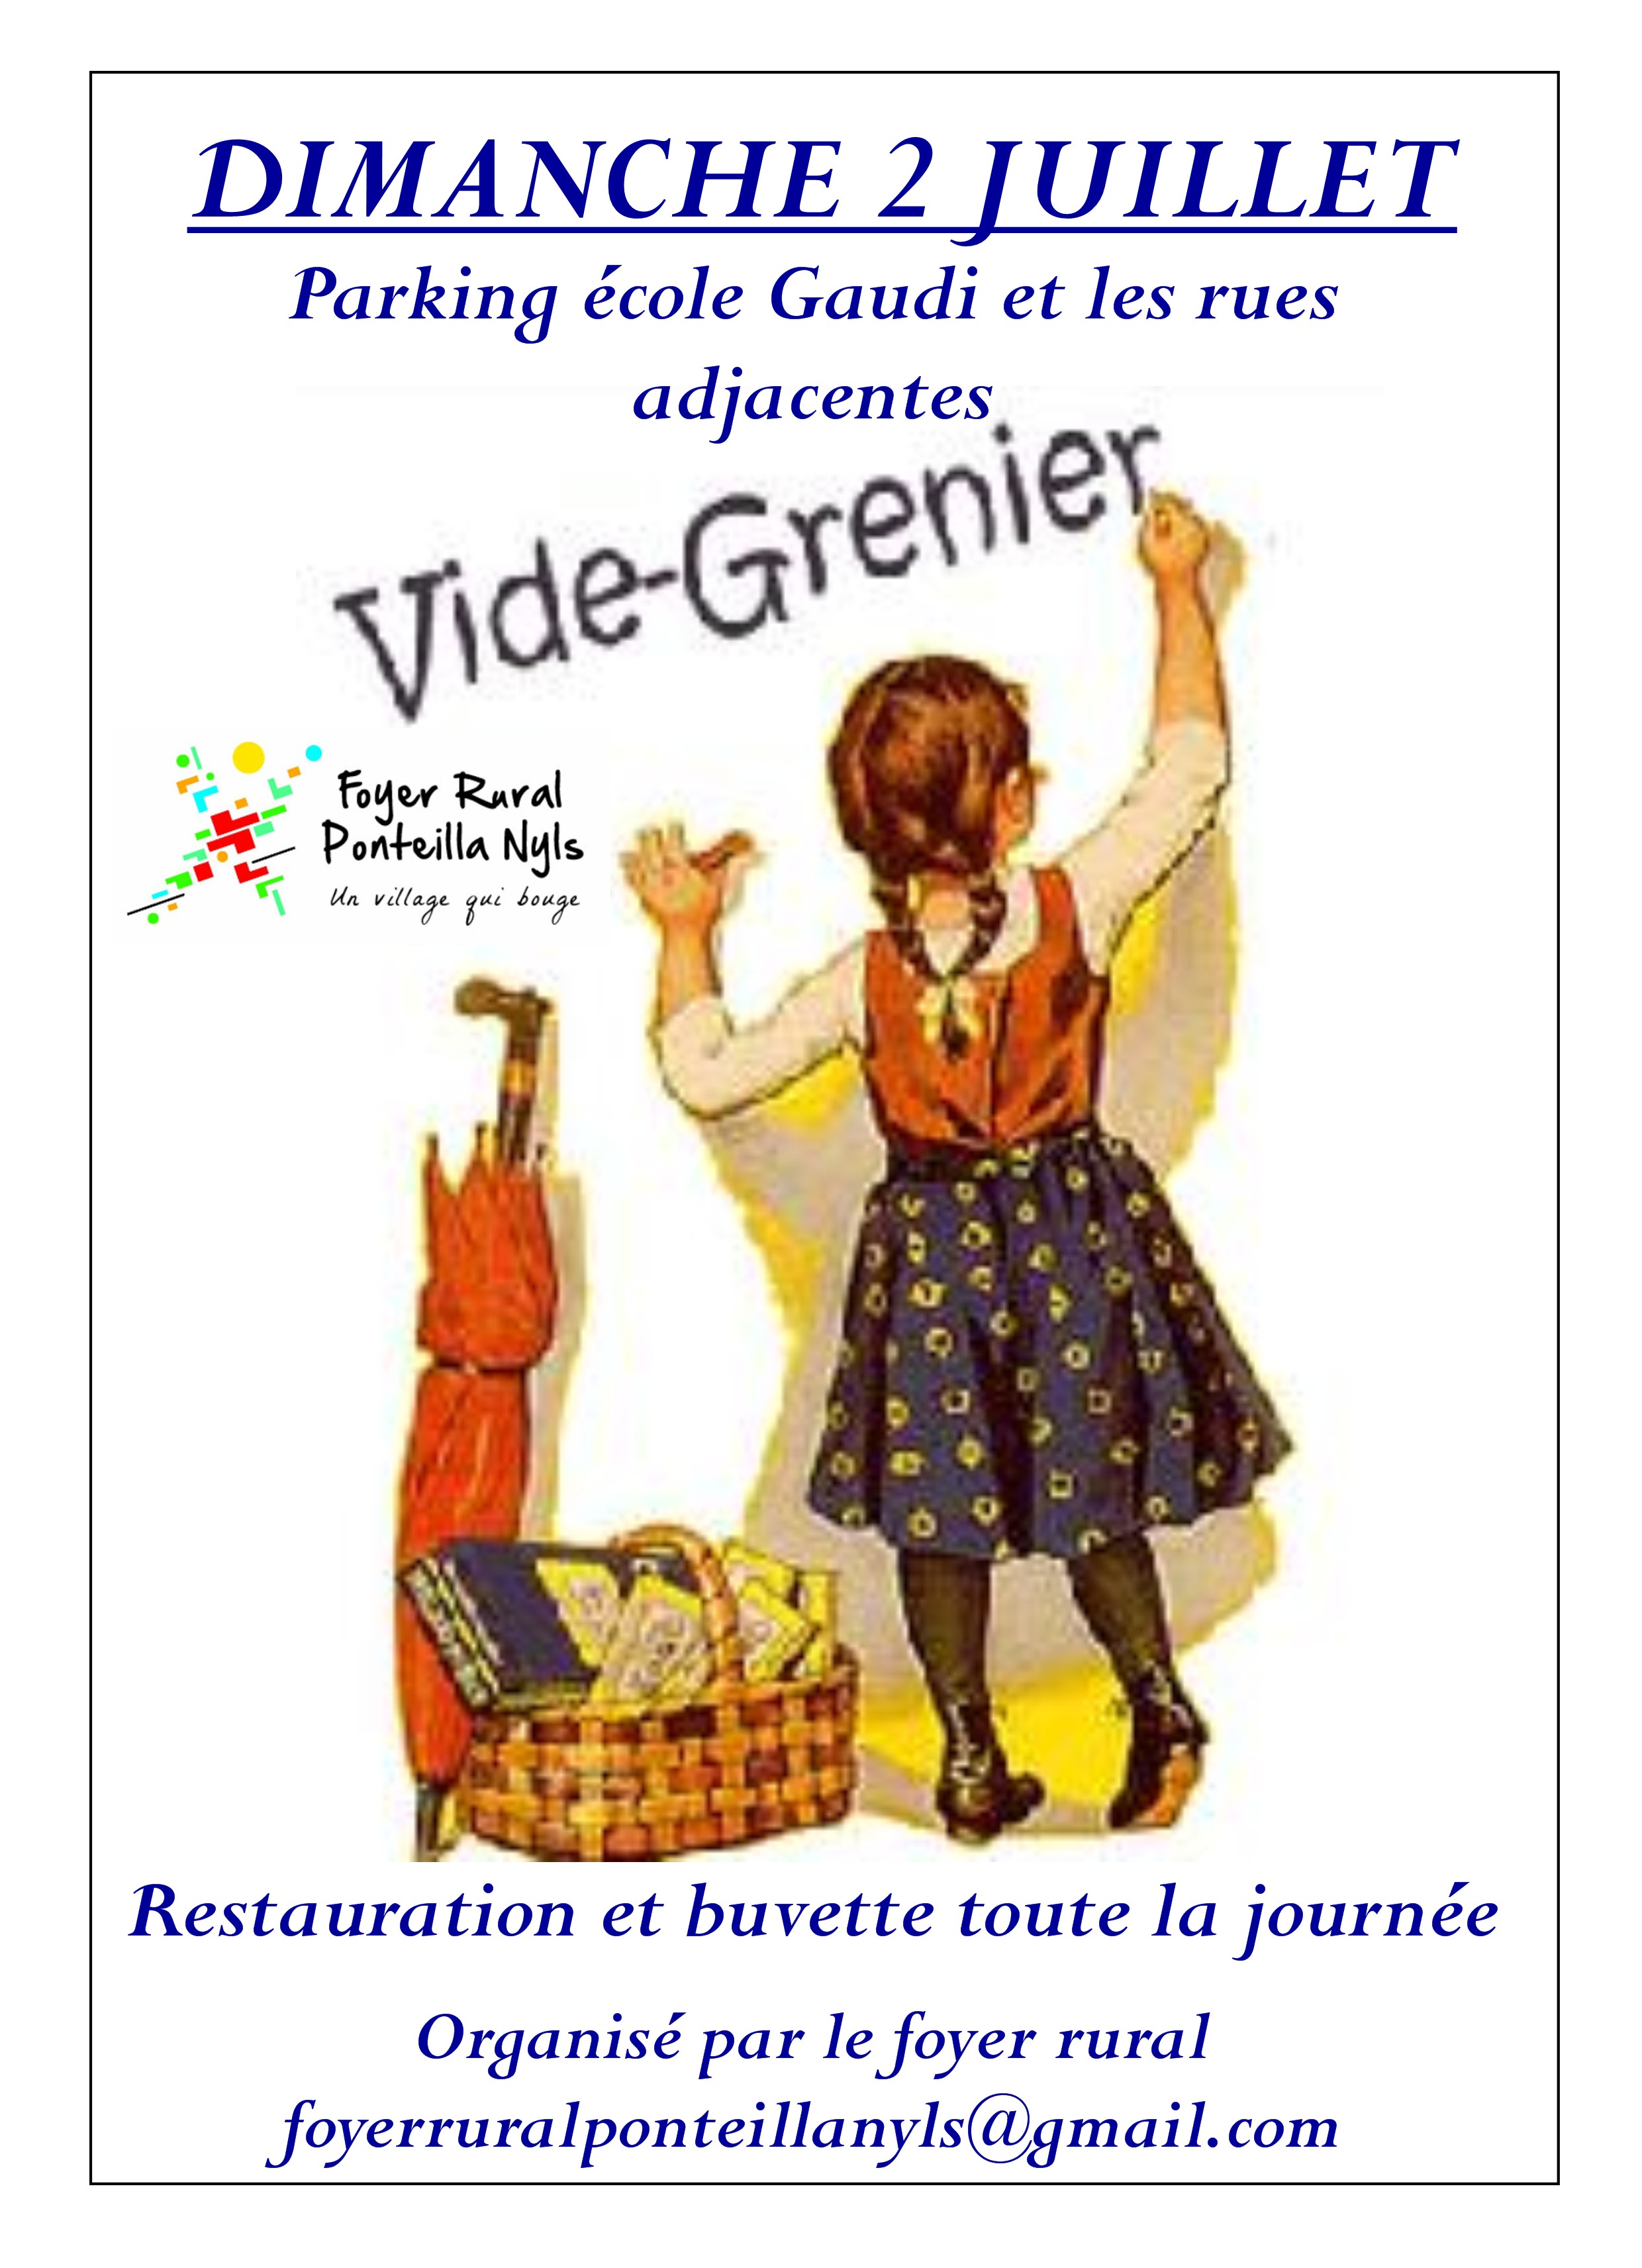 DIMANCHE 2 JUILLET
Parking école Gaudi et les rues
adjacentes
Vide-Grenier
Foyer Rural
Ponteilla Nyls
Un village qui bouge
Restauration et buvette toute la journée
Organisé par le foyer rural
foyerruralponteillanyls@gmail.com